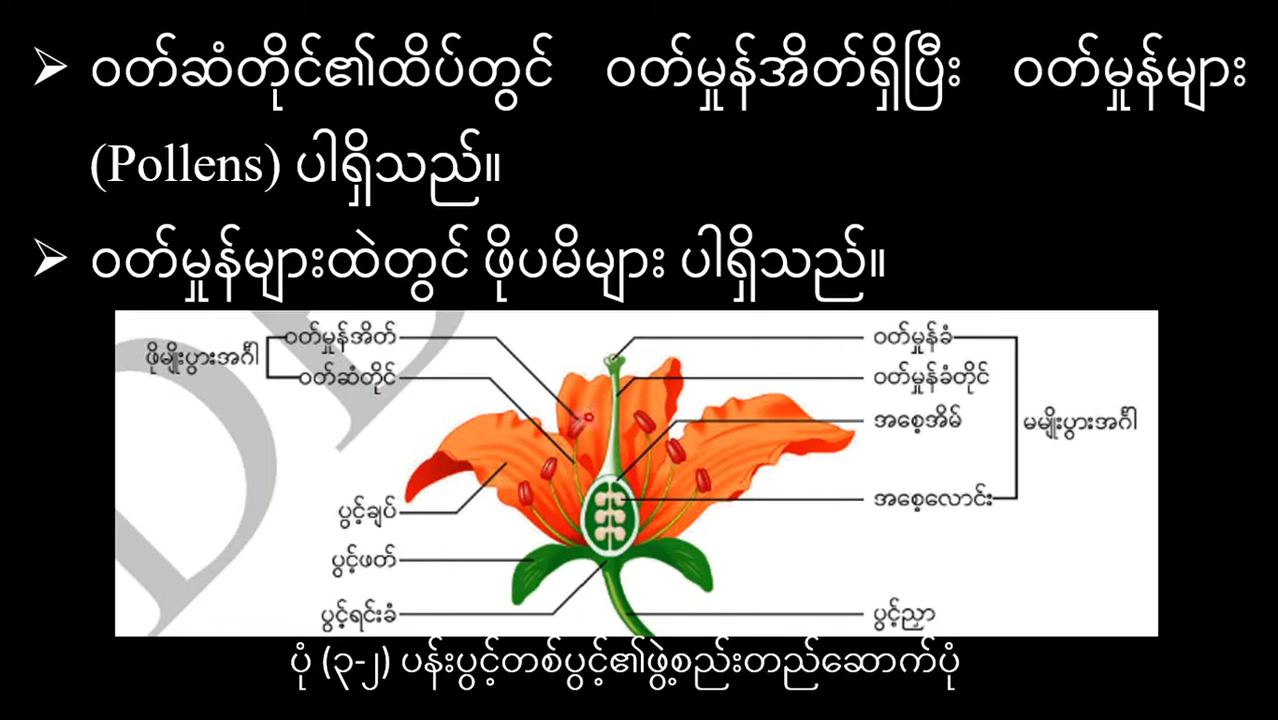 ➢ ဝတ်ဆံတိုင်၏ထိပ်တွင် ဝတ်မှုန်အိတ်ရှိပြီး ဝတ်မှုန်များ
(Pollens) ပါရှိသည်။
➢ ဝတ်မှုန်များထဲတွင် ဖိုပမိများ ပါရှိသည်။
ဖိုမျိုးပွားအင်္ဂါ
ဝတ်မှုန်အိတ်
ဝတ်ဆံတိုင်
ပွင့်ချပ်
ပွင့်ဖတ်
ပွင့်ရင်းခံ
ဝတ်မှုန်ခံ
ဝတ်မှုန်ခံတိုင်
အစေ့အိမ်
အစေ့လောင်း
ပွင့်ညှာ
မမျိုးပွားအင်္ဂါ
ပုံ (၃-၂) ပန်းပွင့်တစ်ပွင့်၏ဖွဲ့စည်းတည်ဆောက်ပုံ